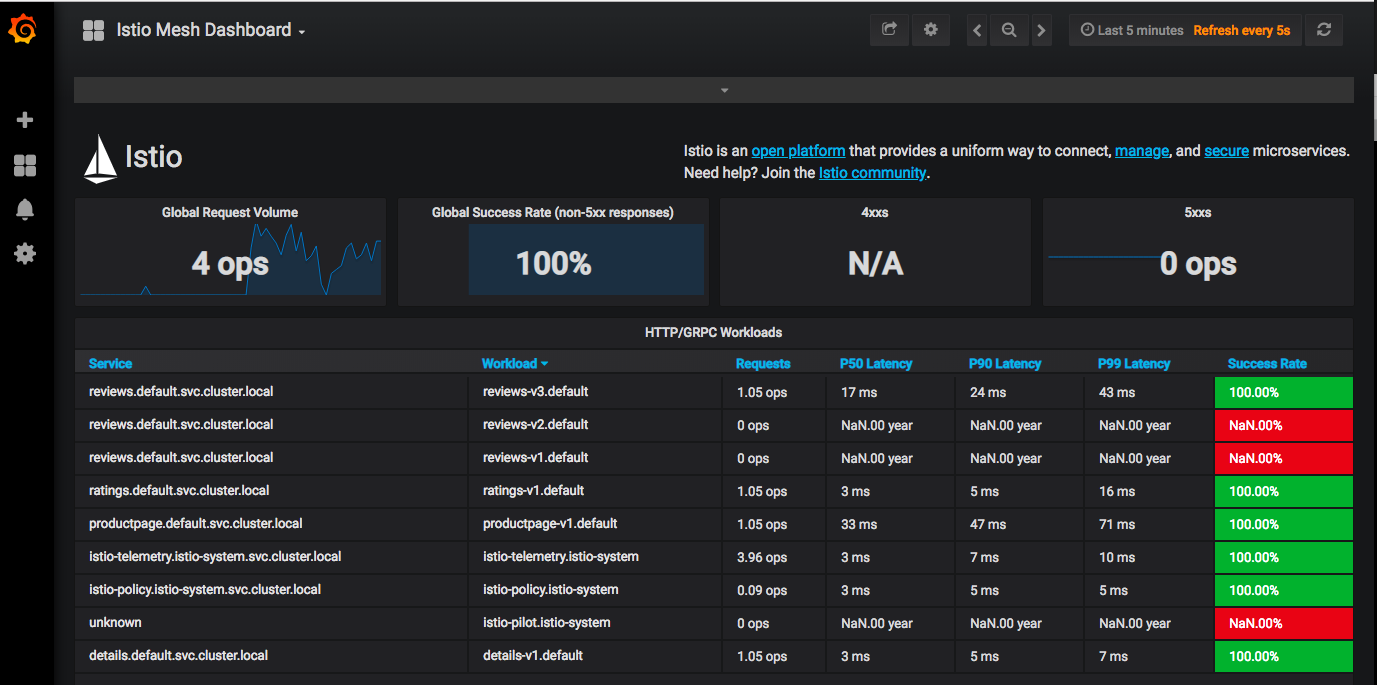 Istio Mesh Dashboard
Last 5 minutes Refresh every 5s
Istio
Istio is an open platform that provides a uniform way to connect, manage, and secure microservices.
Need help? Join the Istio community.
Global Request Volume
4 ops
Global Success Rate (non-5xx responses)
100%
4xxs
N/A
5xxs
0 ops
HTTP/GRPC Workloads
Service Workload Requests P50 Latency P90 Latency P99 Latency Success Rate
reviews.default.svc.cluster.local reviews-v3.default 1.05 ops 17 ms 24 ms 43 ms 100.00%
reviews.default.svc.cluster.local reviews-v2.default 0 ops NaN.00 year NaN.00 year NaN.00 year NaN.00%
reviews.default.svc.cluster.local reviews-v1.default 0 ops NaN.00 year NaN.00 year NaN.00 year NaN.00%
ratings.default.svc.cluster.local ratings-v1.default 1.05 ops 3 ms 5 ms 16 ms 100.00%
productpage.default.svc.cluster.local productpage-v1.default 1.05 ops 33 ms 47 ms 71 ms 100.00%
istio-telemetry.istio-system.svc.cluster.local istio-telemetry.istio-system 3.96 ops 3 ms 7 ms 10 ms 100.00%
istio-policy.istio-system.svc.cluster.local istio-policy.istio-system 0.09 ops 3 ms 5 ms 5 ms 100.00%
unknown istio-pilot.istio-system 0 ops NaN.00 year NaN.00 year NaN.00 year NaN.00%
details.default.svc.cluster.local details-v1.default 1.05 ops 3 ms 5 ms 7 ms 100.00%